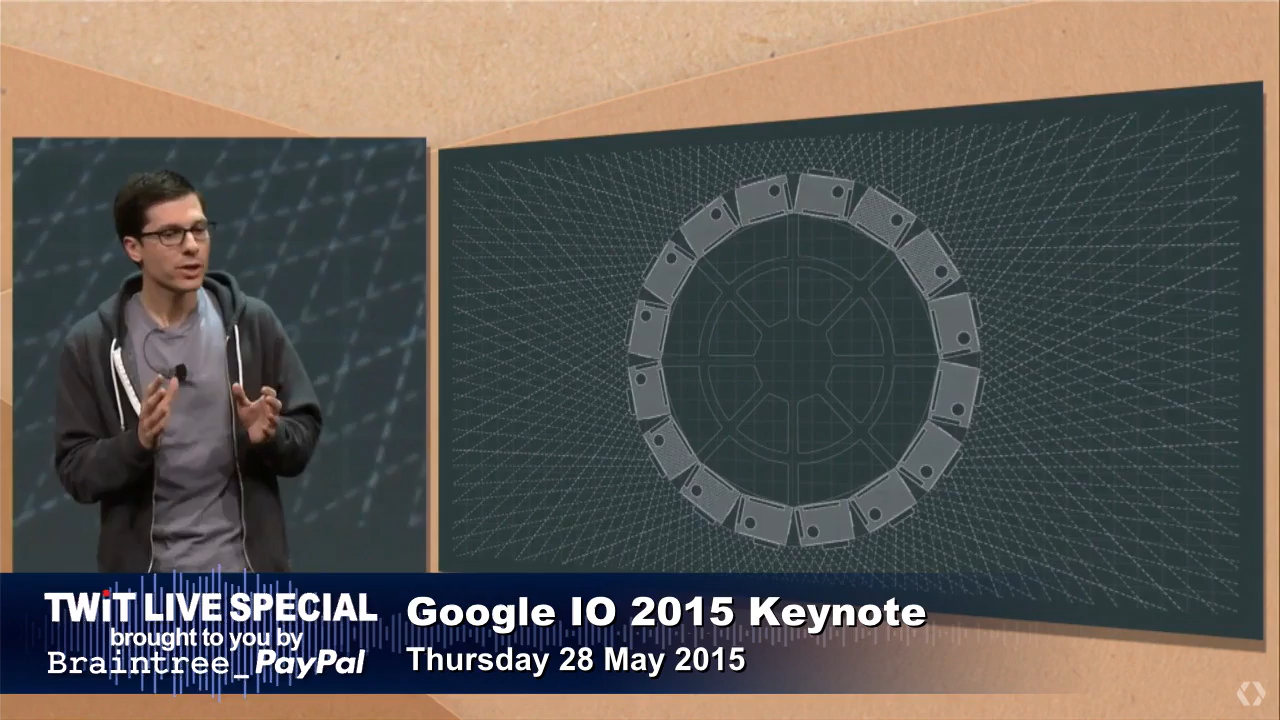 TWiT LIVE SPECIAL
brought to you by
Braintree_PayPal
Google IO 2015 Keynote
Thursday 28 May 2015